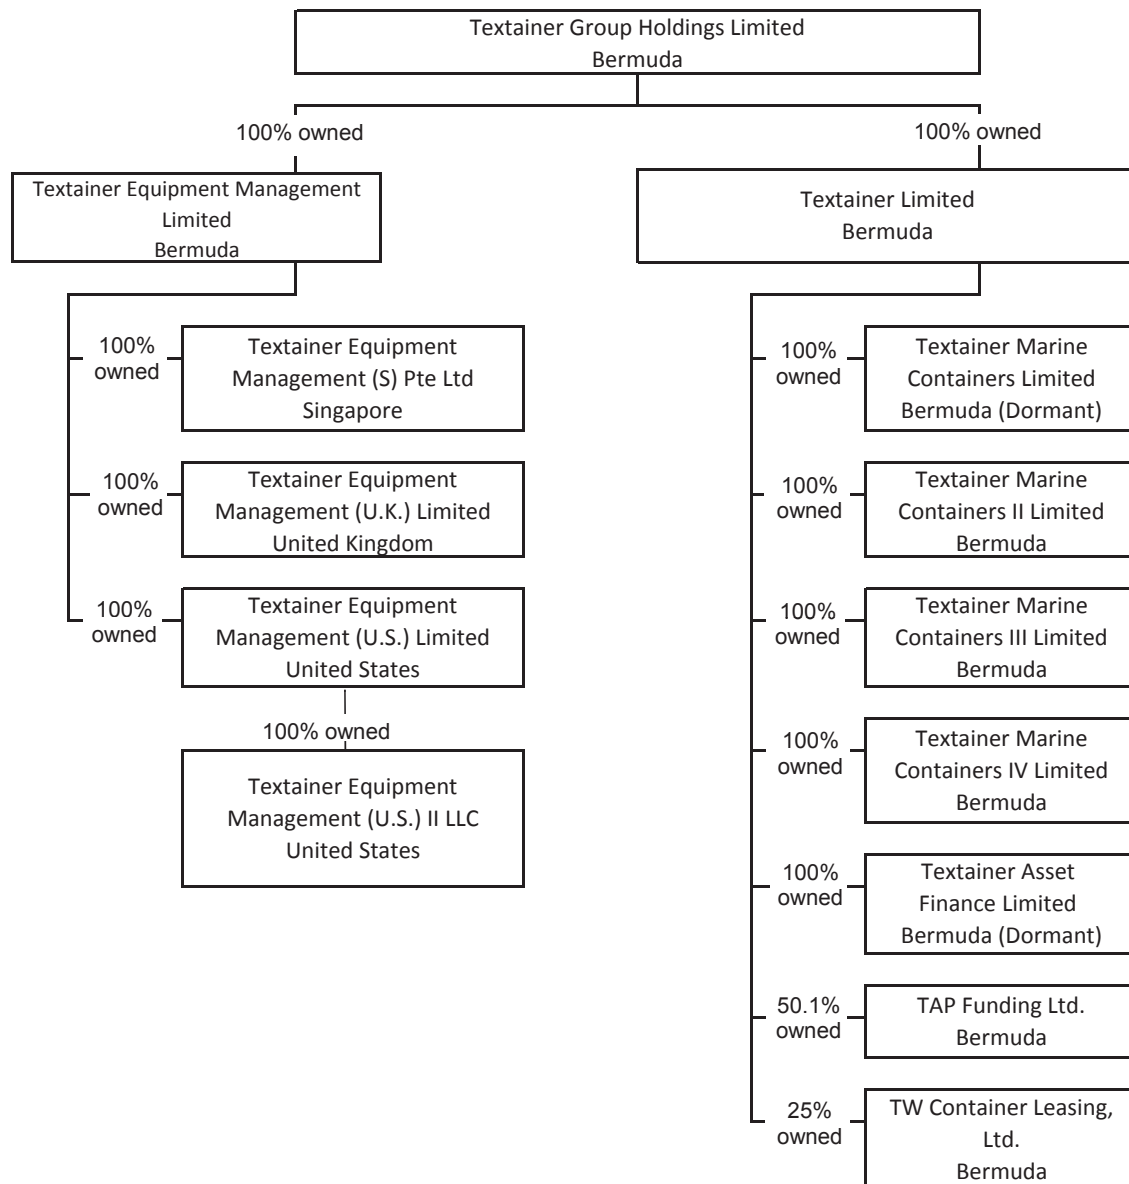 Textainer Group Holdings Limited
Bermuda
100% owned
100% owned
Textainer Equipment Management
Limited
Bermuda
Textainer Limited
Bermuda
100%
owned
Textainer Equipment
Management (S) Pte Ltd
Singapore
100%
owned
Textainer Equipment
Management (U.K.) Limited
United Kingdom
100%
owned
Textainer Equipment
Management (U.S.) Limited
United States
100% owned
Textainer Equipment
Management (U.S.) II LLC
United States
100%
owned
Textainer Marine
Containers Limited
Bermuda (Dormant)
100%
owned
Textainer Marine
Containers II Limited
Bermuda
100%
owned
Textainer Marine
Containers III Limited
Bermuda
100%
owned
Textainer Marine
Containers IV Limited
Bermuda
100%
owned
Textainer Asset
Finance Limited
Bermuda (Dormant)
50.1%
owned
TAP Funding Ltd.
Bermuda
25%
owned
TW Container Leasing,
Ltd.
Bermuda